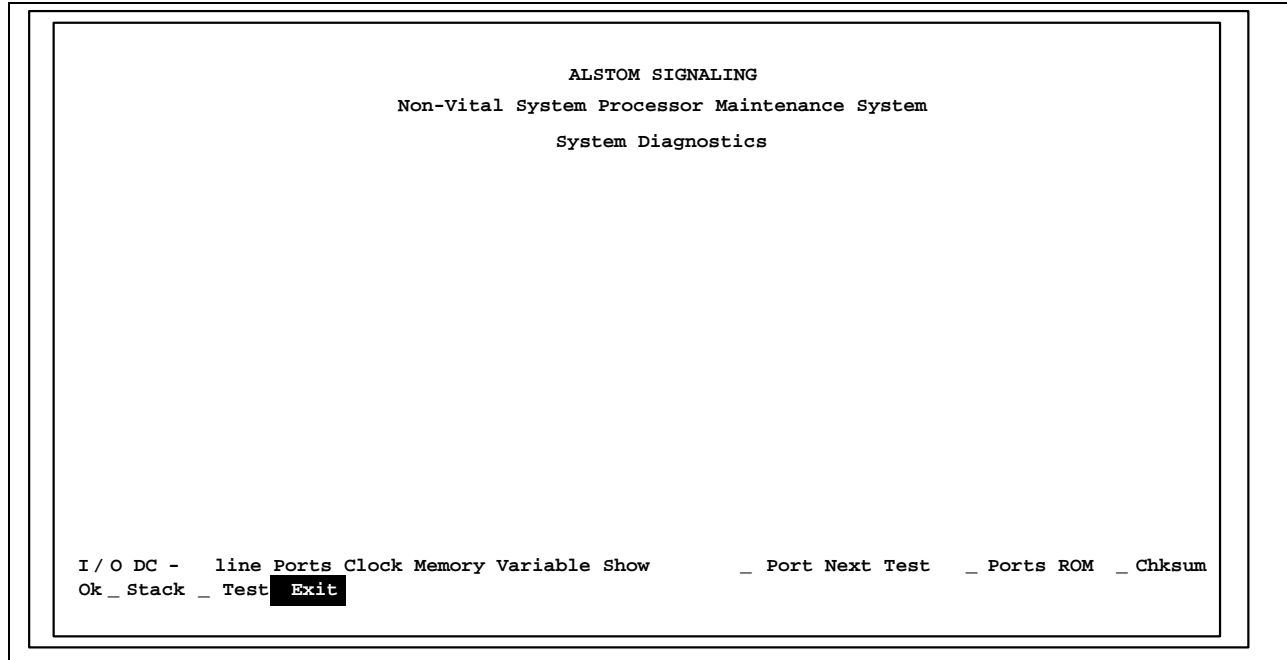 ALSTOM SIGNALING
Non-Vital System Processor Maintenance System
System Diagnostics
I/O DC - line Ports Clock Memory Variable Show _ Port Next Test _ Ports ROM _ Chksum
Ok _ Stack _ Test Exit